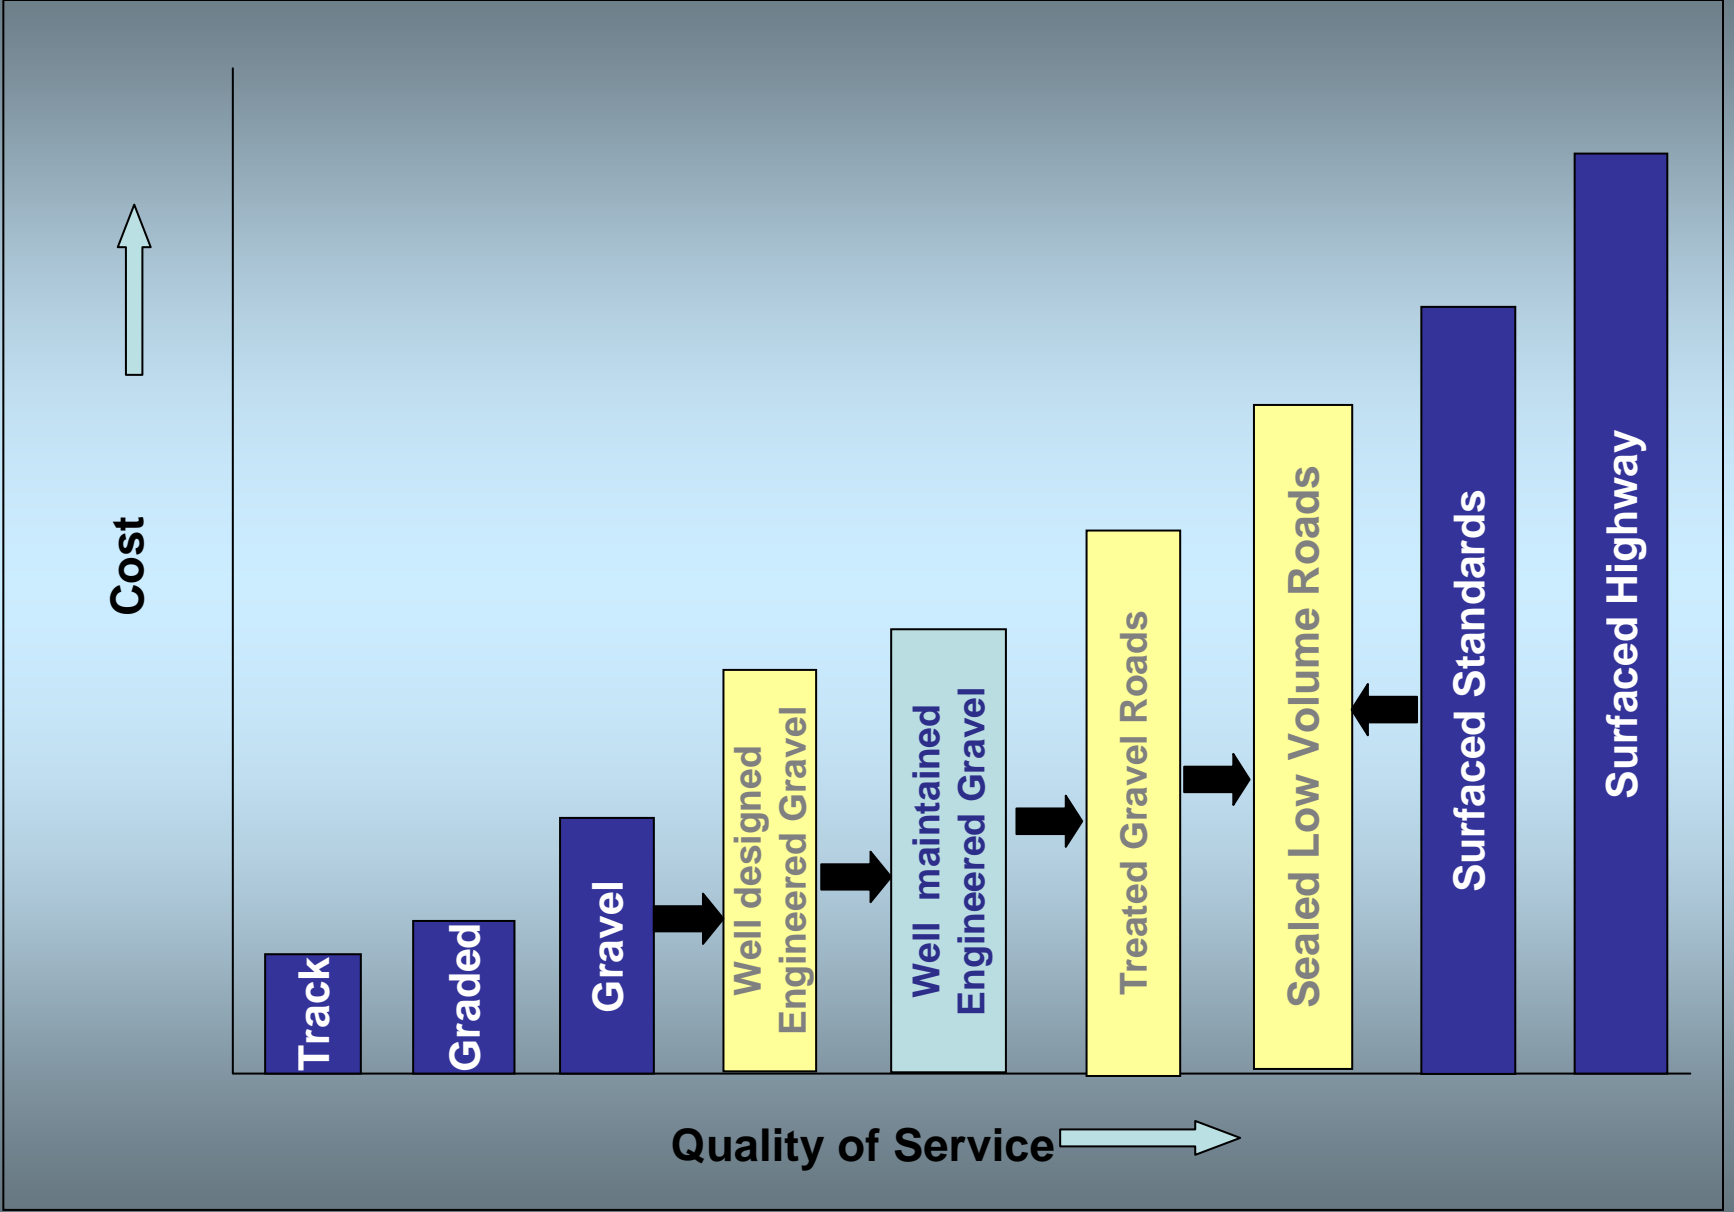 Cost
Track
Graded
Gravel
Well designed
Engineered Gravel
Well maintained
Engineered Gravel
Treated Gravel Roads
Sealed Low Volume Roads
Surfaced Standards
Surfaced Highway
Quality of Service